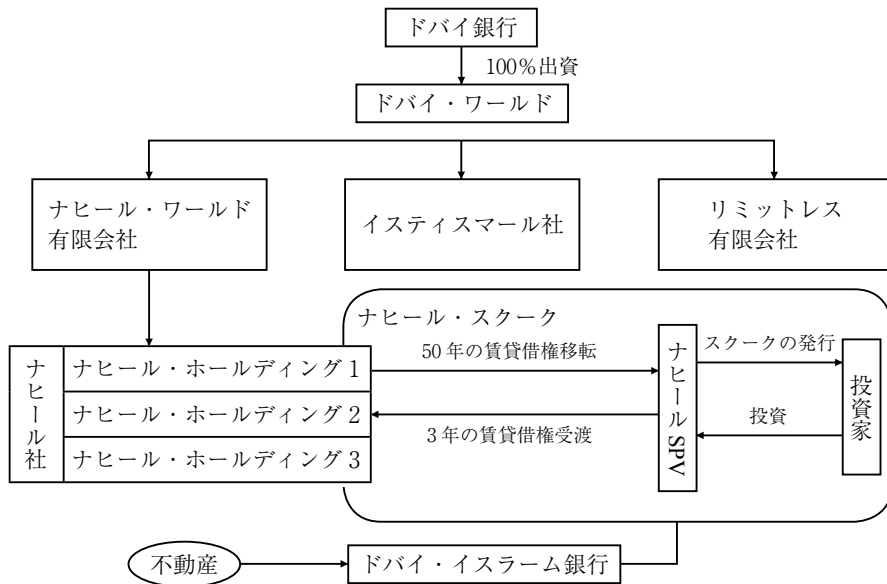 ドバイ銀行
100％出資
ドバイ・ワールド
ナヒール・ワールド
有限会社
イスティスマール社
リミットレス
有限会社
ナヒール・スクーク
ナヒール社
ナヒール・ホールディング1
ナヒール・ホールディング2
ナヒール・ホールディング3
50年の賃貸借権移転
3年の賃貸借権受渡
ナヒールSPV
スクークの発行
投資
投資家
不動産
ドバイ・イスラーム銀行